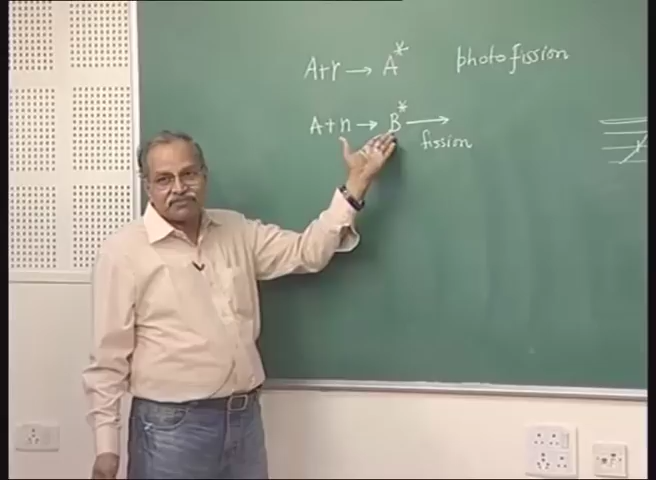 A+γ → A* photofission
A+n → B* →
fission